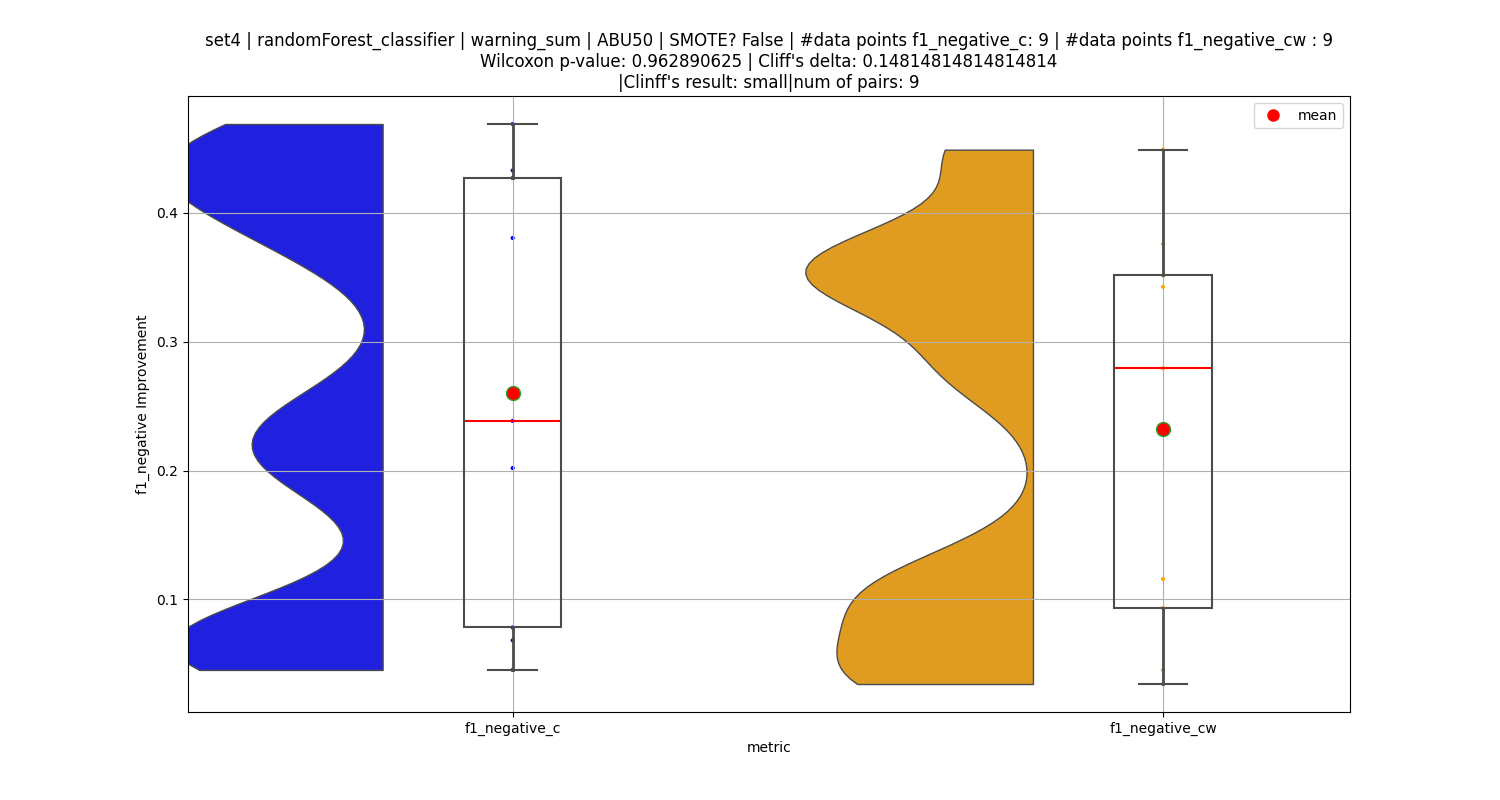 set4 | randomForest_classifier | warning_sum | ABU50 | SMOTE? False | #data points f1_negative_c: 9 | #data points f1_negative_cw : 9
Wilcoxon p-value: 0.962890625 | Cliff's delta: 0.14814814814814814
|Clinff's result: small|num of pairs: 9
mean
0.4
0.3
0.2
0.1
f1_negative Improvement
f1_negative_c
f1_negative_cw
metric